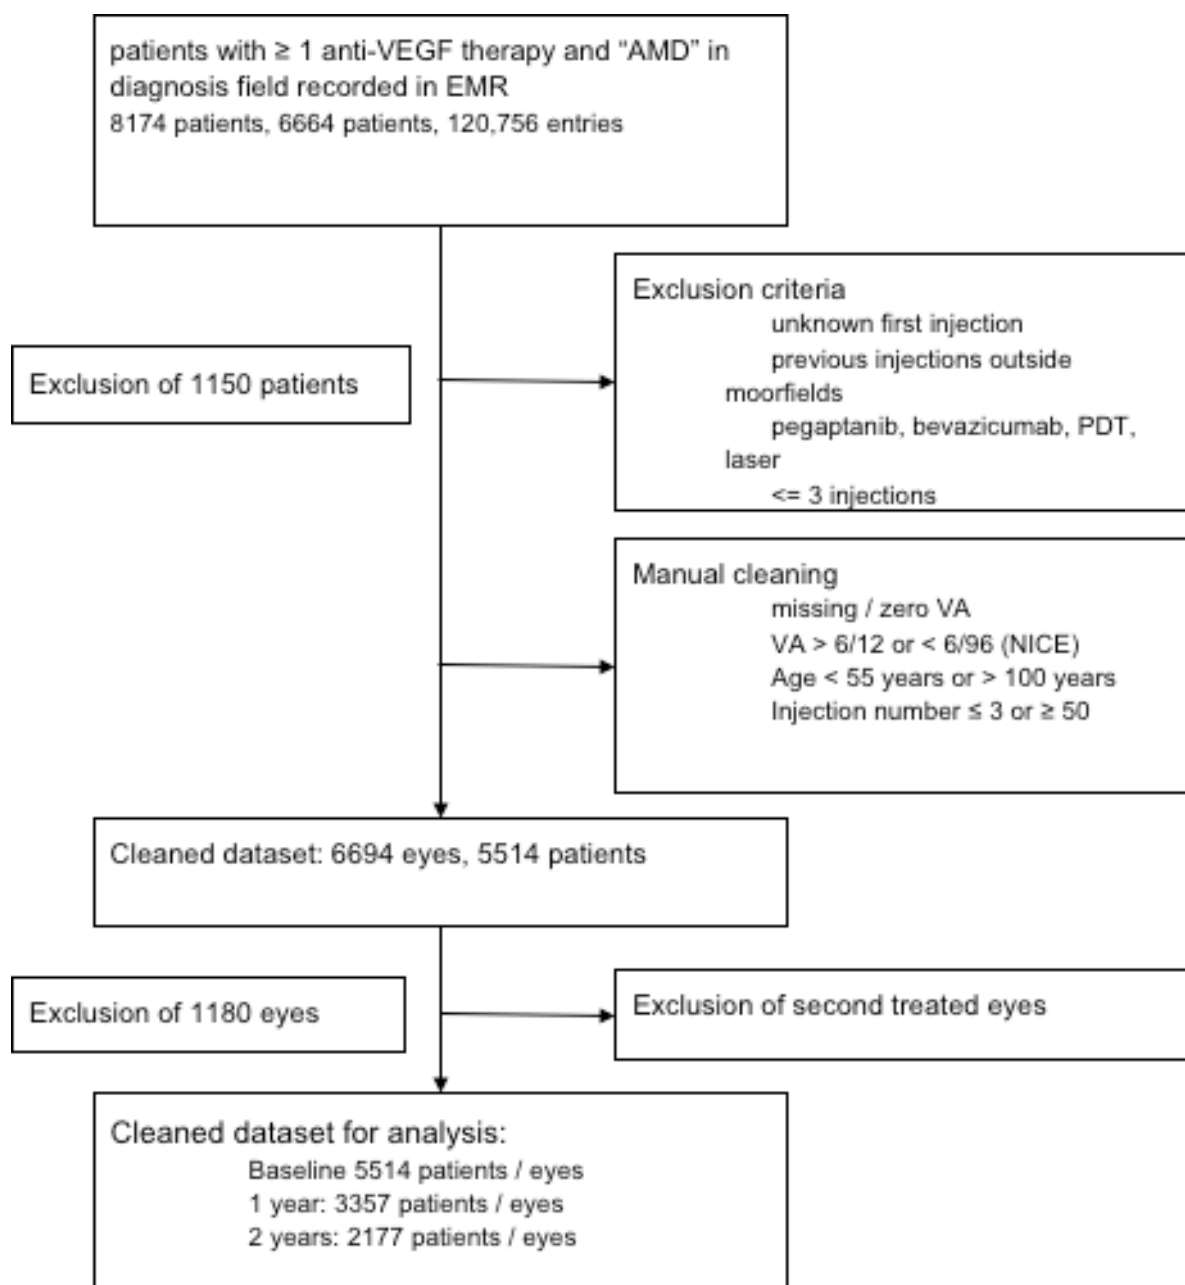 patients with ≥ 1 anti-VEGF therapy and “AMD” in
diagnosis field recorded in EMR
8174 patients, 6664 patients, 120,756 entries
Exclusion criteria
unknown first injection
previous injections outside
moorfields
pegaptanib, bevazicumab, PDT,
laser
<= 3 injections
Exclusion of 1150 patients
Manual cleaning
missing / zero VA
VA > 6/12 or < 6/96 (NICE)
Age < 55 years or > 100 years
Injection number ≤ 3 or ≥ 50
Cleaned dataset: 6694 eyes, 5514 patients
Exclusion of 1180 eyes
Exclusion of second treated eyes
Cleaned dataset for analysis:
Baseline 5514 patients / eyes
1 year: 3357 patients / eyes
2 years: 2177 patients / eyes